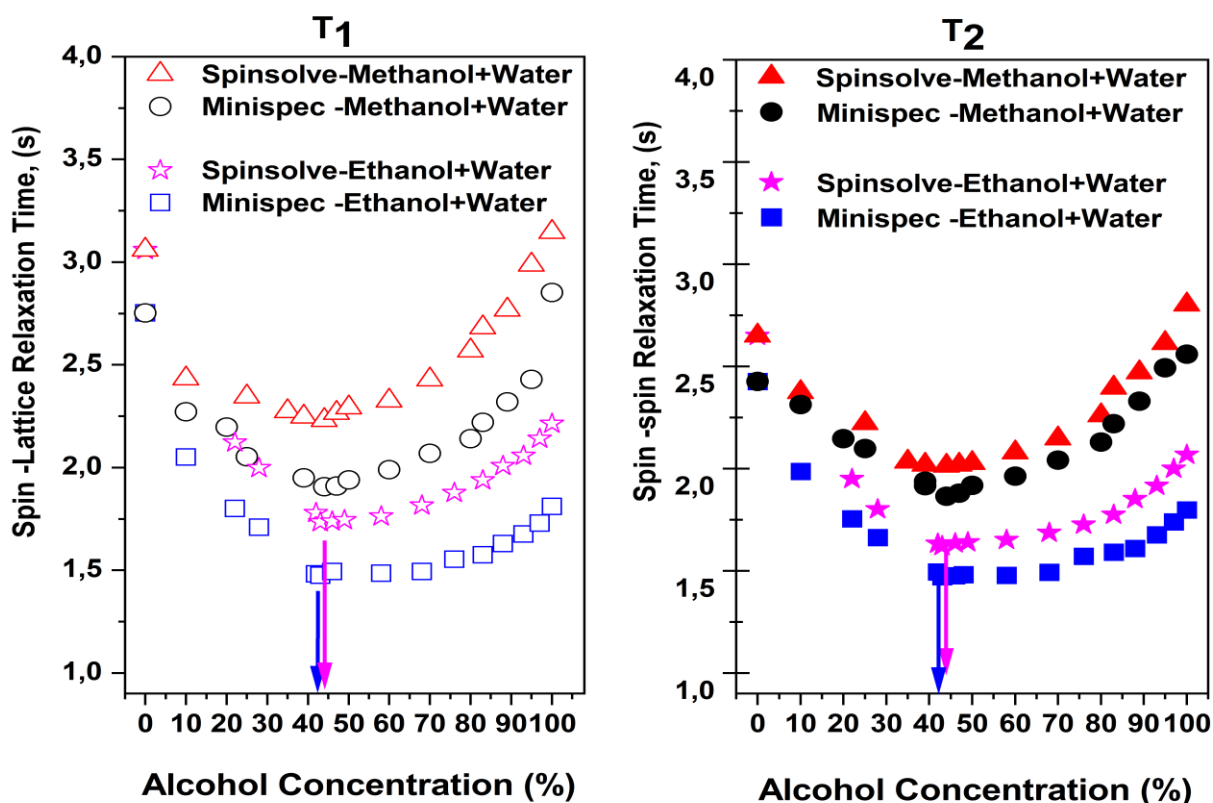 T1
4,0
3,5
3,0
2,5
2,0
1,5
1,0
Spin -Lattice Relaxation Time, (s)
Spinsolve-Methanol+Water
Minispec -Methanol+Water
Spinsolve-Ethanol+Water
Minispec -Ethanol+Water
0 10 20 30 40 50 60 70 80 90 100
Alcohol Concentration (%)
T2
4,0
3,5
3,0
2,5
2,0
1,5
1,0
Spin -spin Relaxation Time, (s)
Spinsolve-Methanol+Water
Minispec -Methanol+Water
Spinsolve-Ethanol+Water
Minispec -Ethanol+Water
0 10 20 30 40 50 60 70 80 90 100
Alcohol Concentration (%)